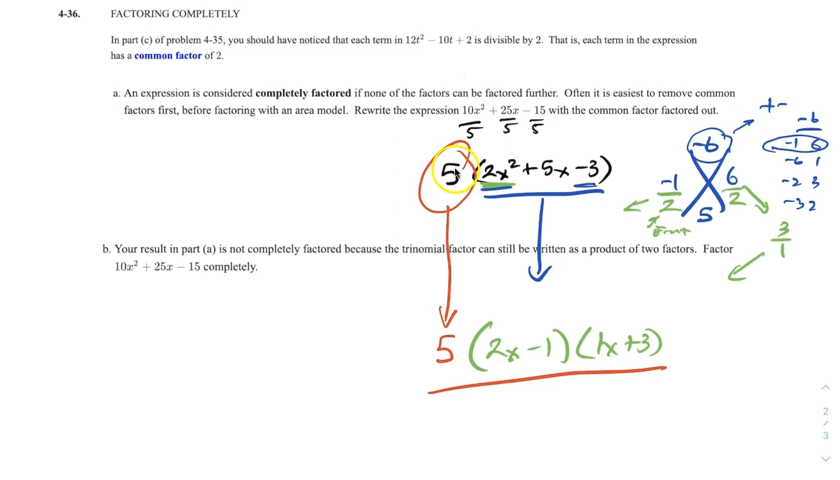 4-36. FACTORING COMPLETELY
In part (c) of problem 4-35, you should have noticed that each term in 12t² − 10t + 2 is divisible by 2. That is, each term in the expression
has a common factor of 2.
a. An expression is considered completely factored if none of the factors can be factored further. Often it is easiest to remove common
factors first, before factoring with an area model. Rewrite the expression 10x² + 25x − 15 with the common factor factored out.
5 5 5
5 (2x² + 5x − 3)
+ −
-6
-6
-1 6
-6 1
-2 3
-3 2
-1 6
2 2
5
Front
3
1
b. Your result in part (a) is not completely factored because the trinomial factor can still be written as a product of two factors. Factor
10x² + 25x − 15 completely.
5 (2x − 1) (1x + 3)
2
/
3